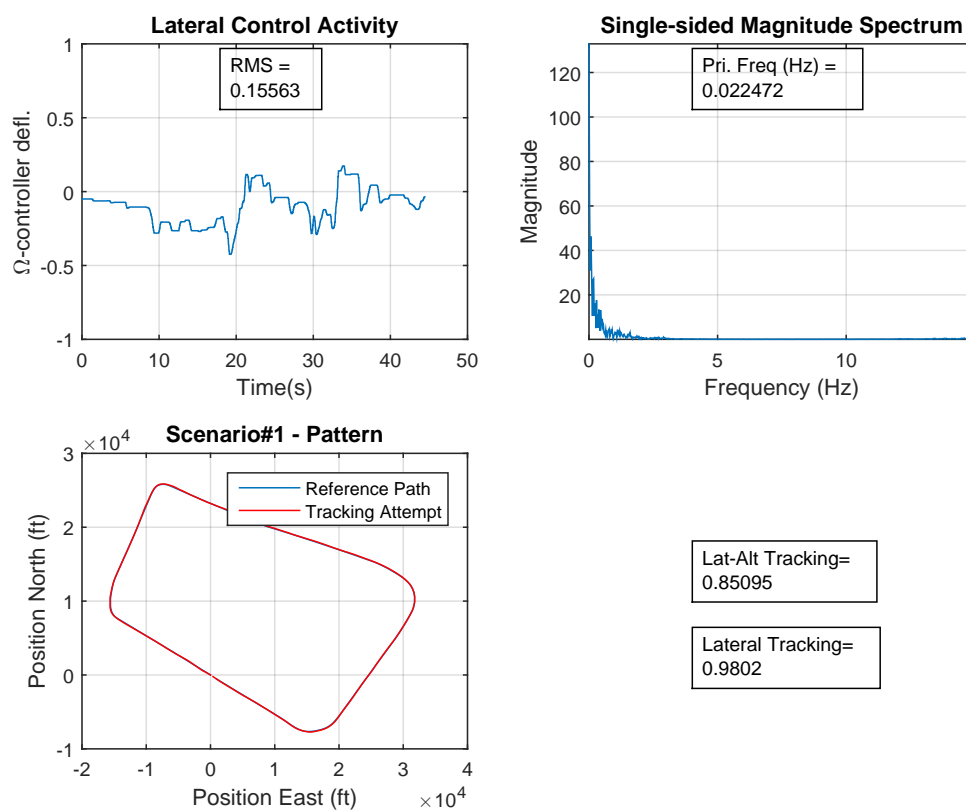 Lateral Control Activity
RMS =
0.15563
Ω-controller defl.
1
0.5
0
-0.5
-1
0
10
20
30
40
50
Time(s)
Single-sided Magnitude Spectrum
Pri. Freq (Hz) =
0.022472
Magnitude
120
100
80
60
40
20
0
5
10
Frequency (Hz)
Scenario#1 - Pattern
×10^4
Reference Path
Tracking Attempt
Position North (ft)
3
2
1
0
-1
-2
-1
0
1
2
3
4
Position East (ft)
×10^4
Lat-Alt Tracking=
0.85095
Lateral Tracking=
0.9802